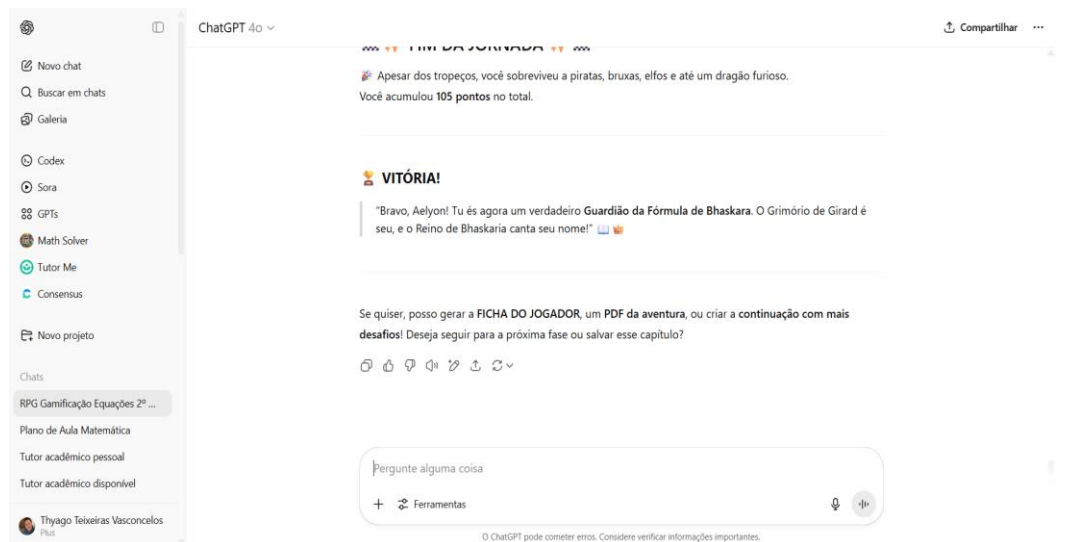 ChatGPT 4o
Compartilhar
Novo chat
Buscar em chats
Galeria
Codex
Sora
GPTs
Math Solver
Tutor Me
Consensus
Novo projeto
Chats
RPG Gamificação Equações 2º ...
Plano de Aula Matemática
Tutor acadêmico pessoal
Tutor acadêmico disponível
Thyago Teixeiras Vasconcelos
Plus
FIM DA JORNADA
Apesar dos tropeços, você sobreviveu a piratas, bruxas, elfos e até um dragão furioso.
Você acumulou 105 pontos no total.
VITÓRIA!
"Bravo, Aelyon! Tu és agora um verdadeiro Guardião da Fórmula de Bhaskara. O Grimório de Girard é
seu, e o Reino de Bhaskaria canta seu nome!"
Se quiser, posso gerar a FICHA DO JOGADOR, um PDF da aventura, ou criar a continuação com mais
desafios! Deseja seguir para a próxima fase ou salvar esse capítulo?
Pergunte alguma coisa
Ferramentas
O ChatGPT pode cometer erros. Considere verificar informações importantes.